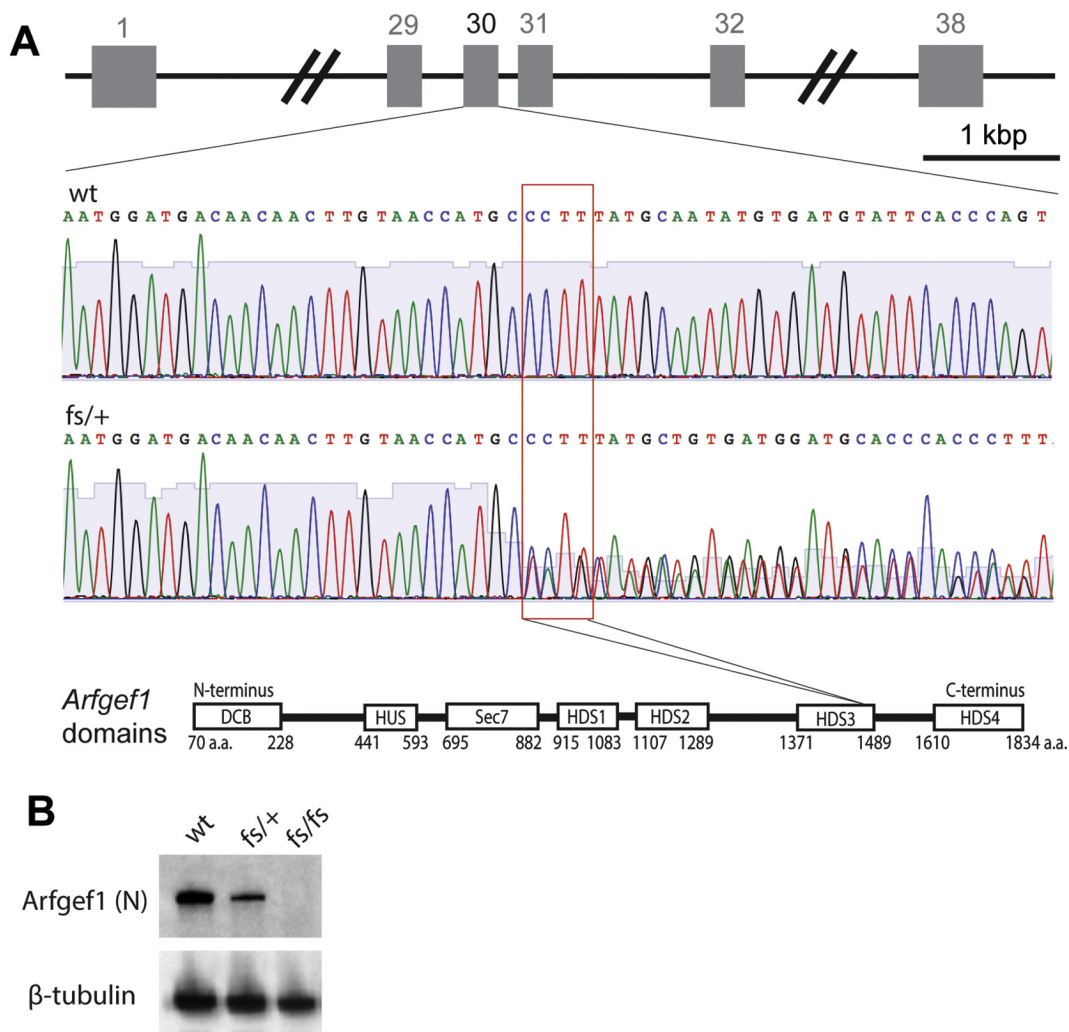 A
1 29 30 31 32 38
1 kbp
wt
A A T G G A T G A C A A C A A C T T G T A A C C A T G C C C T T T A T G C A A T A T G T G A T G T A T T C A C C C A G T
fs/+
A A T G G A T G A C A A C A A C T T G T A A C C A T G C C C T T T A T G C T G T G A T G G A T G C A C C C A C C C T T T
Arfgef1
domains
N-terminus C-terminus
DCB HUS Sec7 HDS1 HDS2 HDS3 HDS4
70 a.a. 228 441 593 695 882 915 1083 1107 1289 1371 1489 1610 1834 a.a.
B
wt fs/+ fs/fs
Arfgef1 (N)
β-tubulin